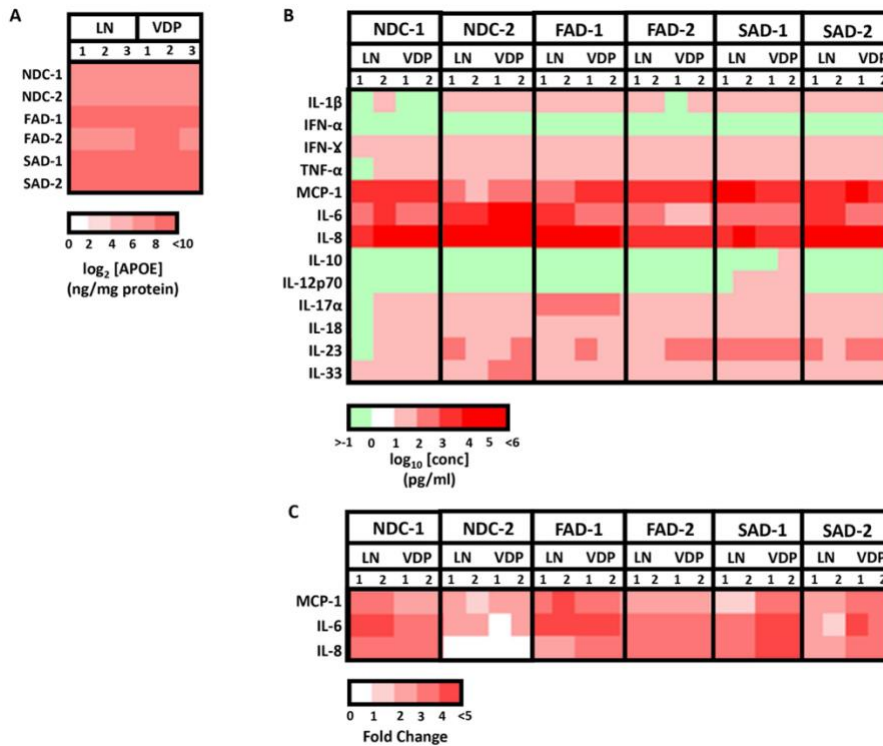 A
LN VDP
1 2 3 1 2 3
NDC-1
NDC-2
FAD-1
FAD-2
SAD-1
SAD-2
0 2 4 6 8 <10
log₂ [APOE]
(ng/mg protein)
B
NDC-1 NDC-2 FAD-1 FAD-2 SAD-1 SAD-2
LN VDP LN VDP LN VDP LN VDP LN VDP LN VDP
1 2 1 2 1 2 1 2 1 2 1 2 1 2 1 2 1 2 1 2 1 2 1 2
IL-1β
IFN-α
IFN-Ɣ
TNF-α
MCP-1
IL-6
IL-8
IL-10
IL-12p70
IL-17α
IL-18
IL-23
IL-33
>-1 0 1 2 3 4 5 <6
log₁₀ [conc]
(pg/ml)
C
NDC-1 NDC-2 FAD-1 FAD-2 SAD-1 SAD-2
LN VDP LN VDP LN VDP LN VDP LN VDP LN VDP
1 2 1 2 1 2 1 2 1 2 1 2 1 2 1 2 1 2 1 2 1 2 1 2
MCP-1
IL-6
IL-8
0 1 2 3 4 <5
Fold Change